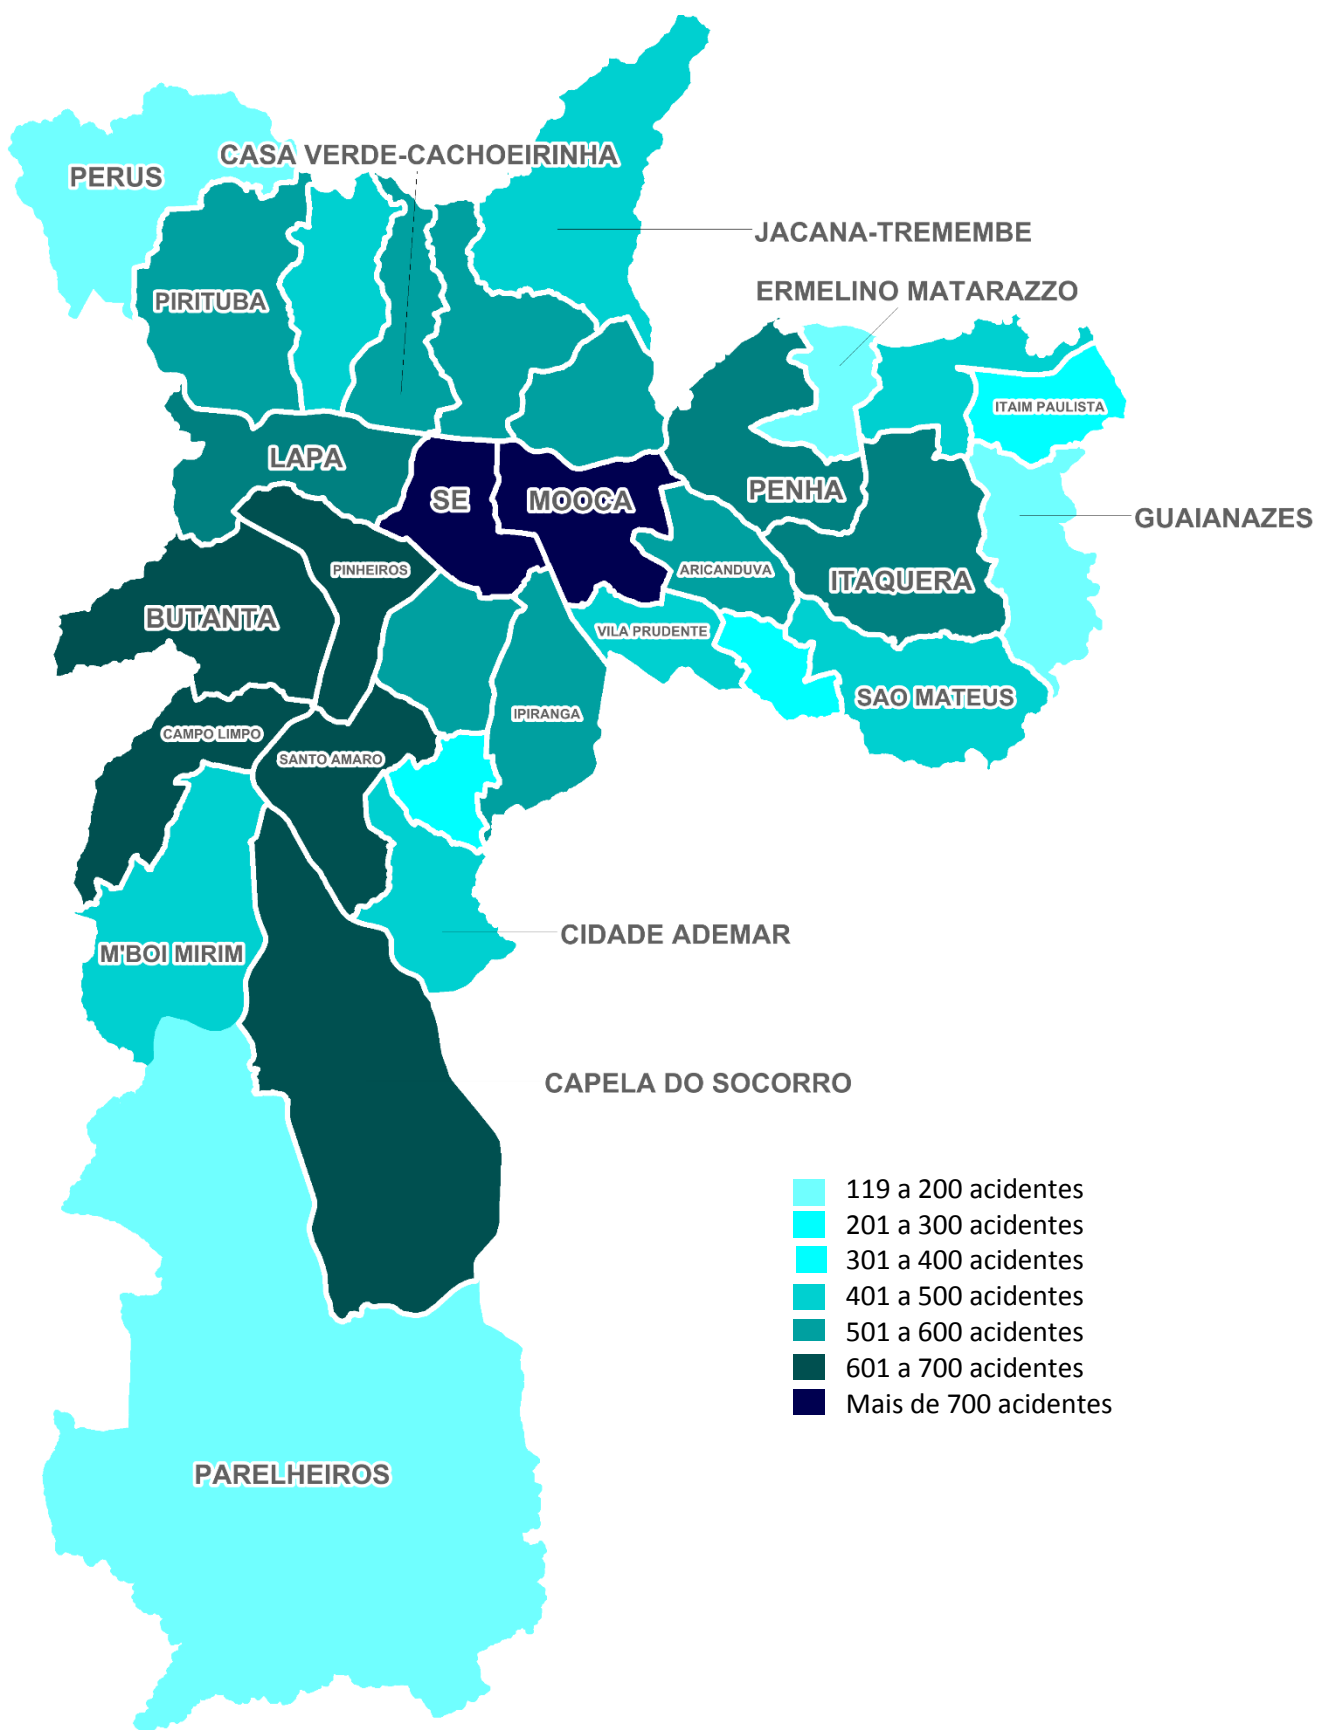 CASA VERDE-CACHOEIRINHA
PERUS
JACANA-TREMEMBE
ERMELINO MATARAZZO
PIRITUBA
ITAIM PAULISTA
LAPA
SE
MOOCA
PENHA
GUAIANAZES
PINHEIROS
ARICANDUVA
ITAQUERA
BUTANTA
VILA PRUDENTE
SAO MATEUS
IPIRANGA
CAMPO LIMPO
SANTO AMARO
CIDADE ADEMAR
M'BOI MIRIM
CAPELA DO SOCORRO
119 a 200 acidentes
201 a 300 acidentes
301 a 400 acidentes
401 a 500 acidentes
501 a 600 acidentes
601 a 700 acidentes
Mais de 700 acidentes
PARELHEIROS